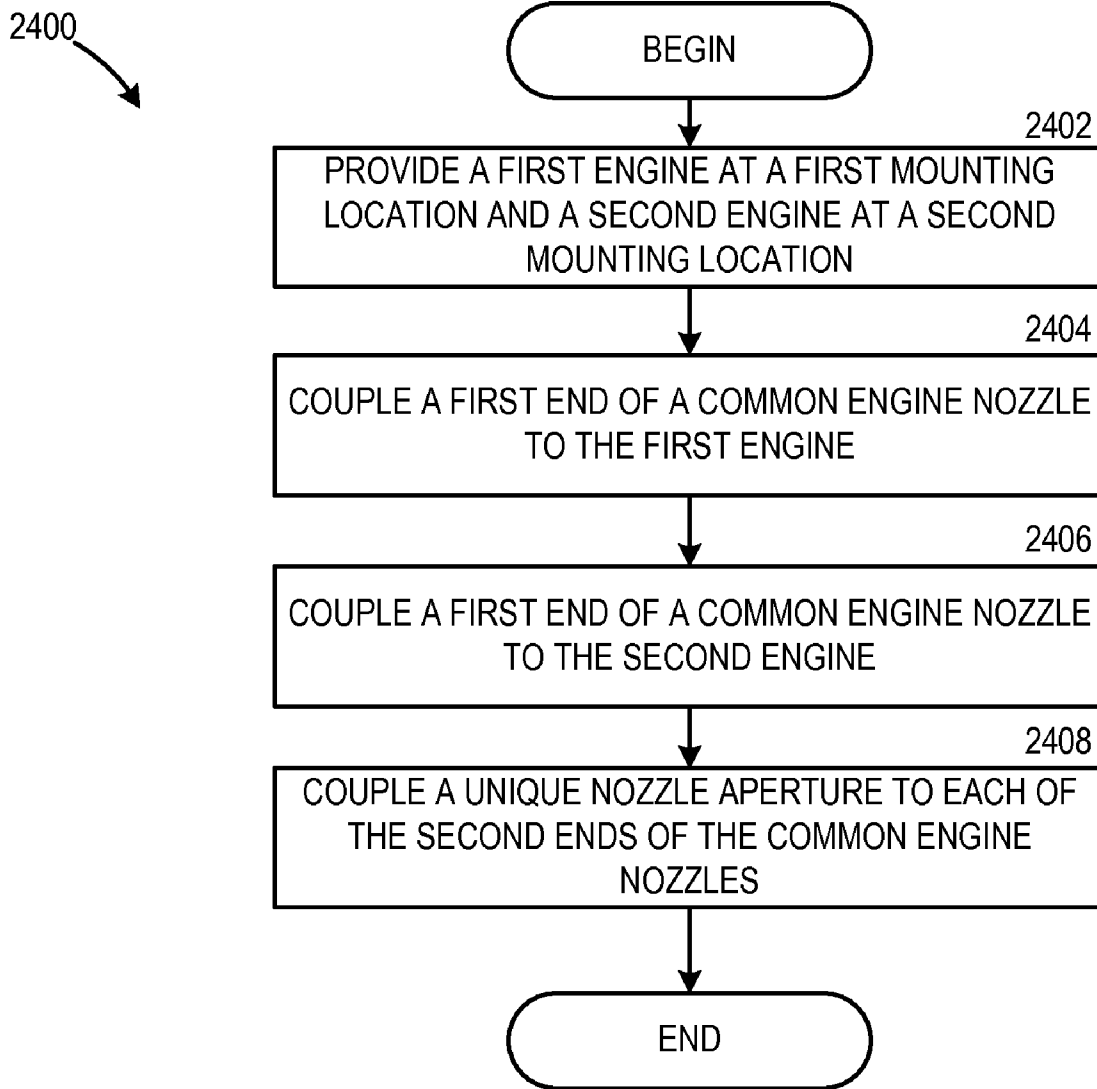 2400
BEGIN
2402
PROVIDE A FIRST ENGINE AT A FIRST MOUNTING
LOCATION AND A SECOND ENGINE AT A SECOND
MOUNTING LOCATION
2404
COUPLE A FIRST END OF A COMMON ENGINE NOZZLE
TO THE FIRST ENGINE
2406
COUPLE A FIRST END OF A COMMON ENGINE NOZZLE
TO THE SECOND ENGINE
2408
COUPLE A UNIQUE NOZZLE APERTURE TO EACH OF
THE SECOND ENDS OF THE COMMON ENGINE
NOZZLES
END